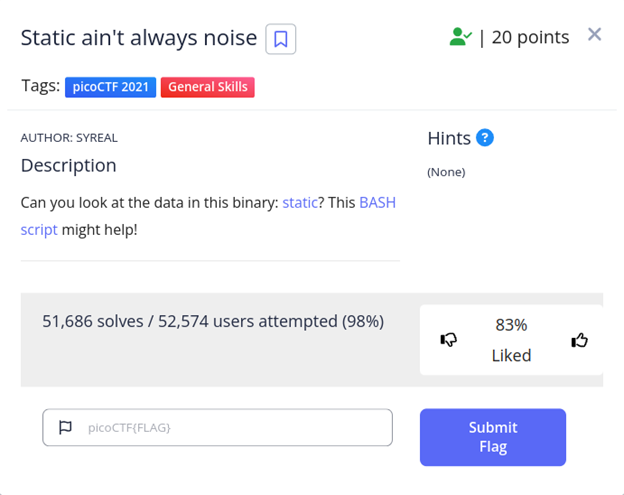 Static ain't always noise
| 20 points
Tags: picoCTF 2021 General Skills
AUTHOR: SYREAL
Description
Can you look at the data in this binary: static? This BASH
script might help!
Hints ?
(None)
51,686 solves / 52,574 users attempted (98%)
83%
Liked
picoCTF{FLAG}
Submit
Flag